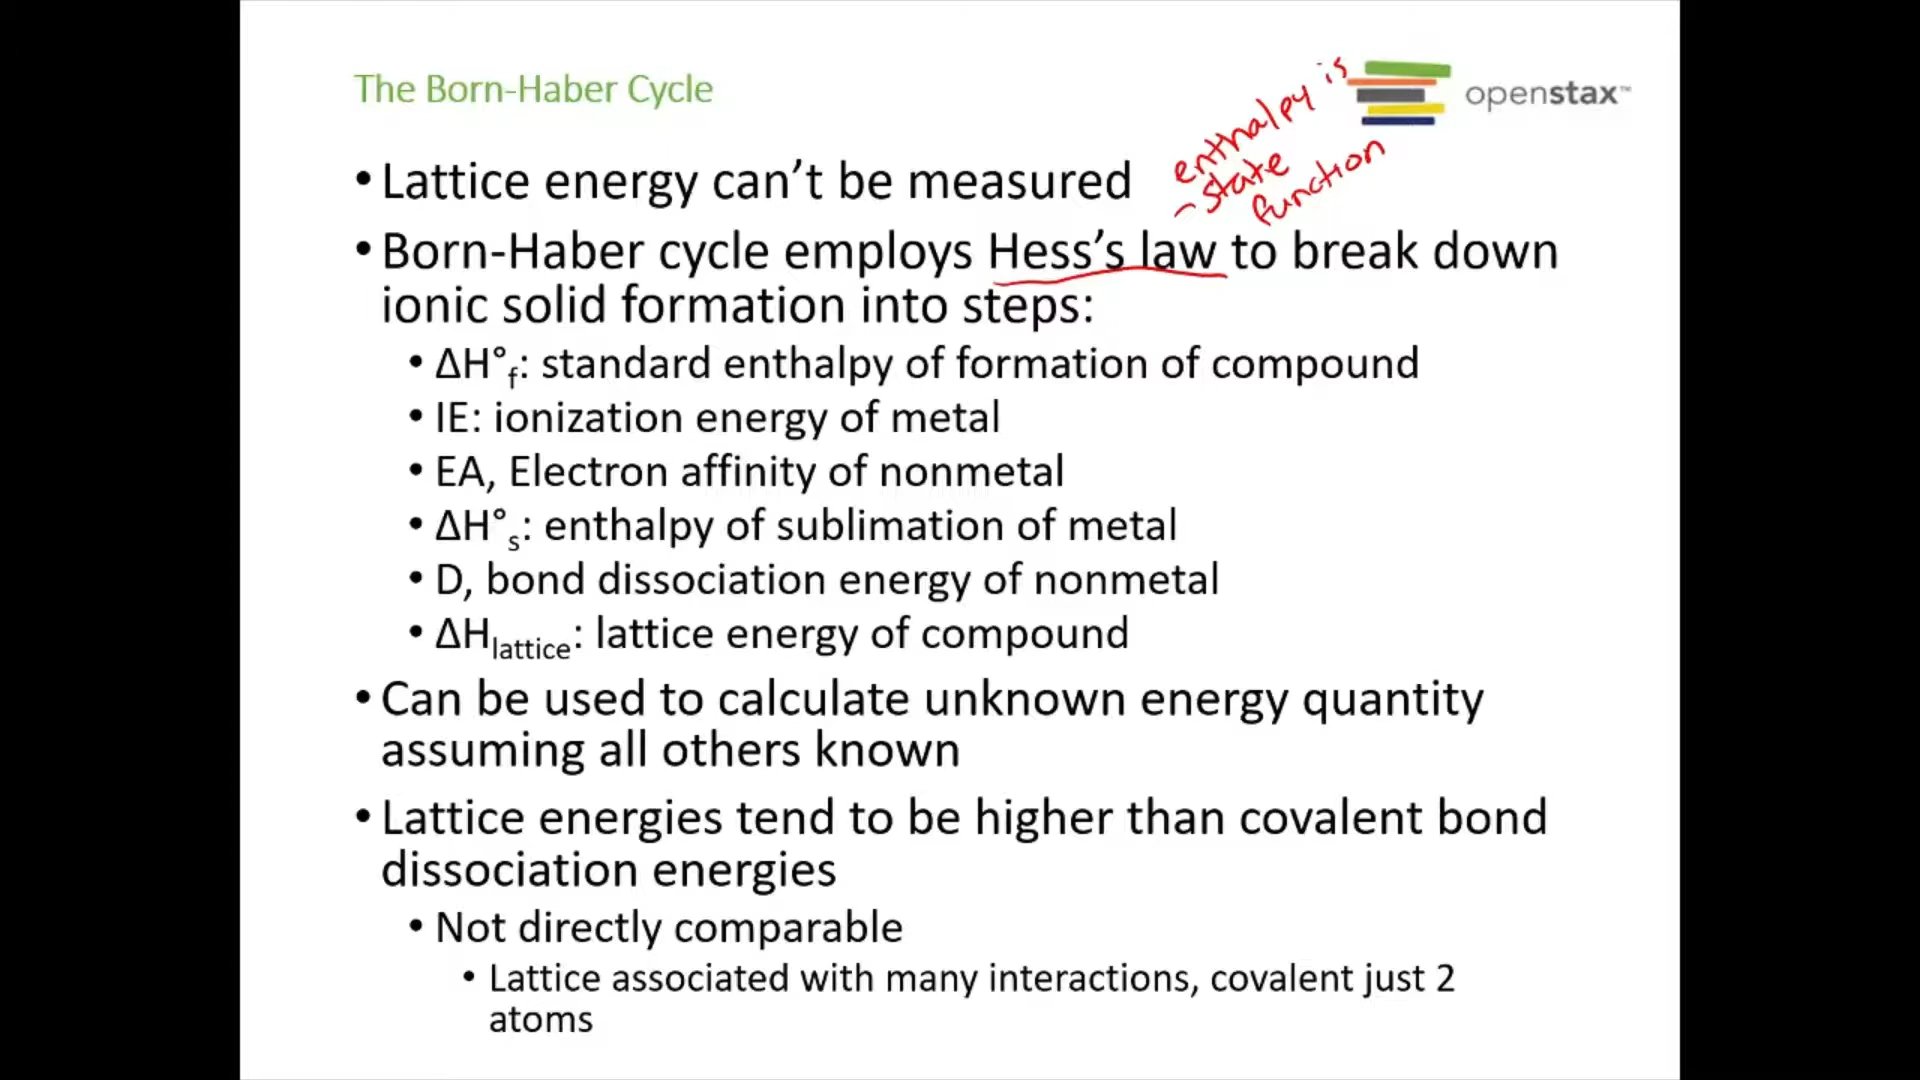 The Born-Haber Cycle
enthalpy is
- state
function
openstax™
• Lattice energy can’t be measured
• Born-Haber cycle employs Hess’s law to break down
ionic solid formation into steps:
• ΔH°f: standard enthalpy of formation of compound
• IE: ionization energy of metal
• EA, Electron affinity of nonmetal
• ΔH°s: enthalpy of sublimation of metal
• D, bond dissociation energy of nonmetal
• ΔHlattice: lattice energy of compound
• Can be used to calculate unknown energy quantity
assuming all others known
• Lattice energies tend to be higher than covalent bond
dissociation energies
• Not directly comparable
• Lattice associated with many interactions, covalent just 2
atoms